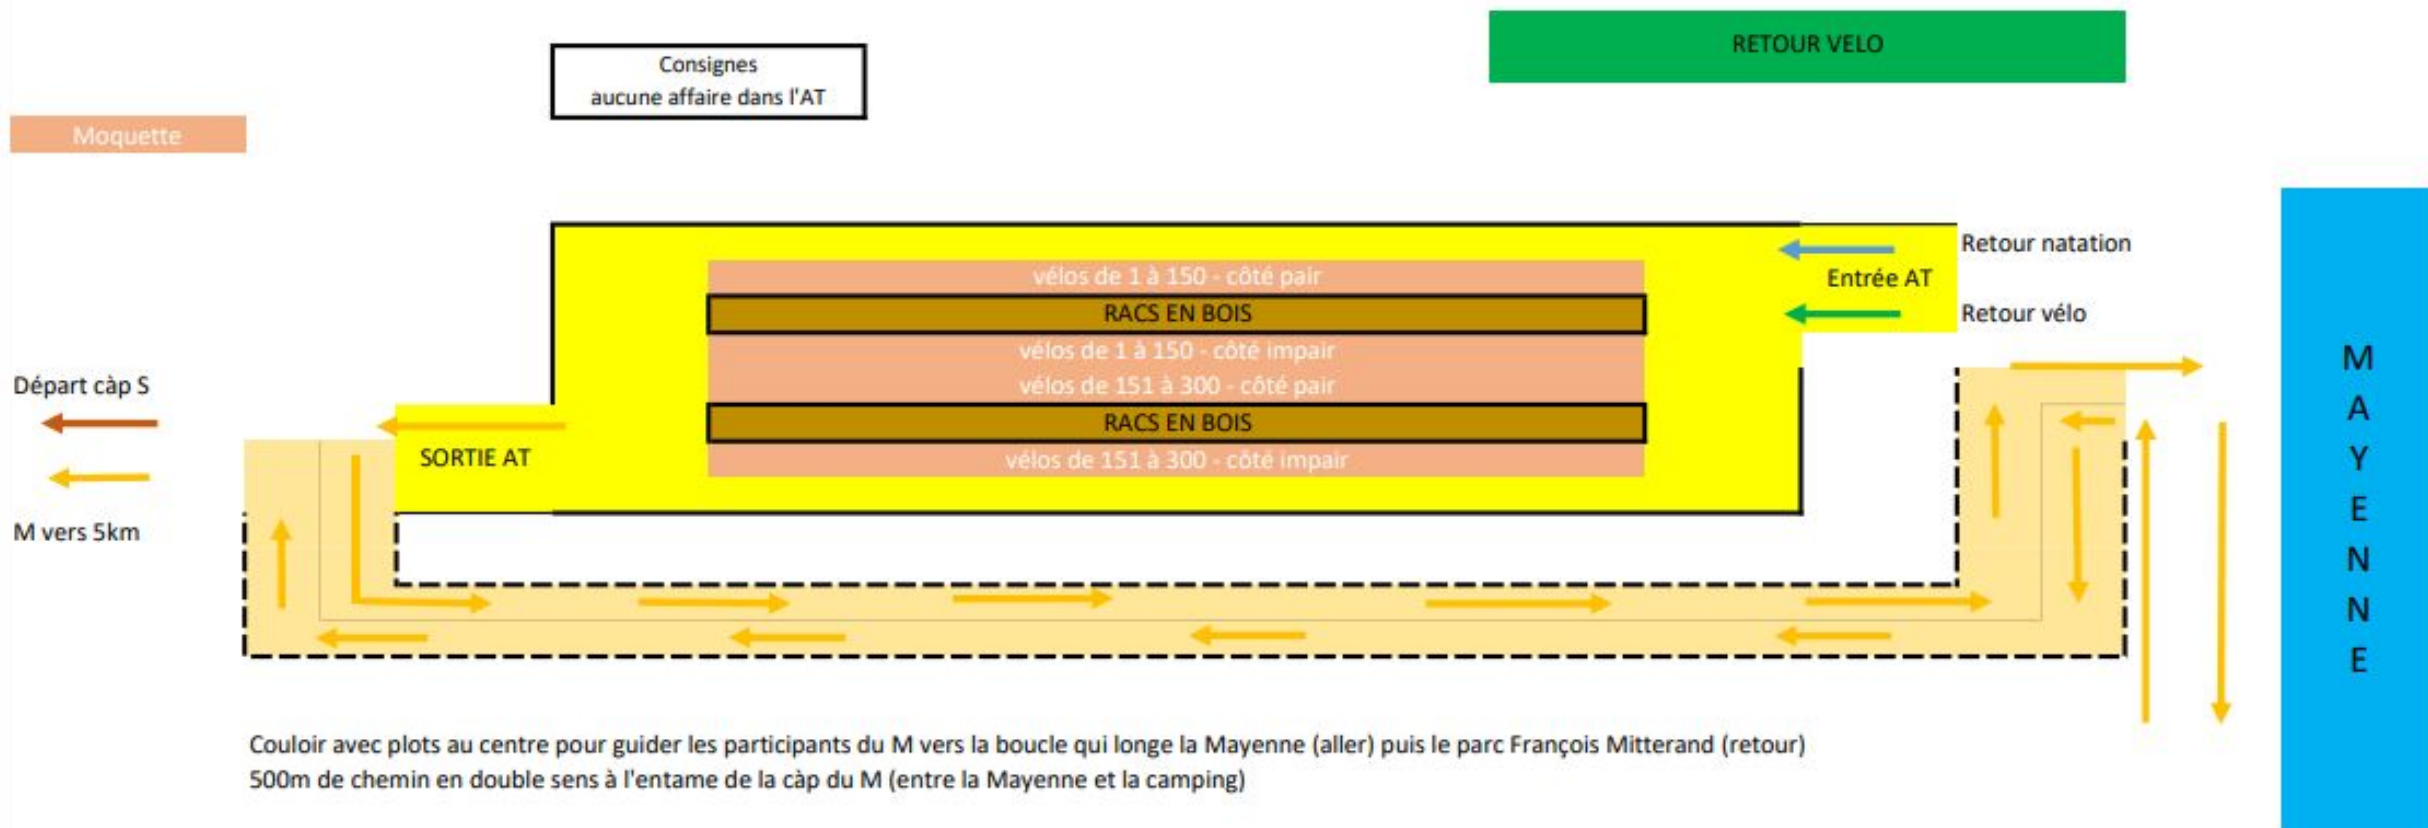 RETOUR VELO
Consignes
aucune affaire dans l'AT
Moquette
Retour natation
vélos de 1 à 150 - côté pair
Entrée AT
RACS EN BOIS
Retour vélo
vélos de 1 à 150 - côté impair
Départ càp S
vélos de 151 à 300 - côté pair
RACS EN BOIS
SORTIE AT
vélos de 151 à 300 - côté impair
M vers 5km
M
A
Y
E
N
N
E
Couloir avec plots au centre pour guider les participants du M vers la boucle qui longe la Mayenne (aller) puis le parc François Mitterand (retour)
500m de chemin en double sens à l'entame de la càp du M (entre la Mayenne et la camping)